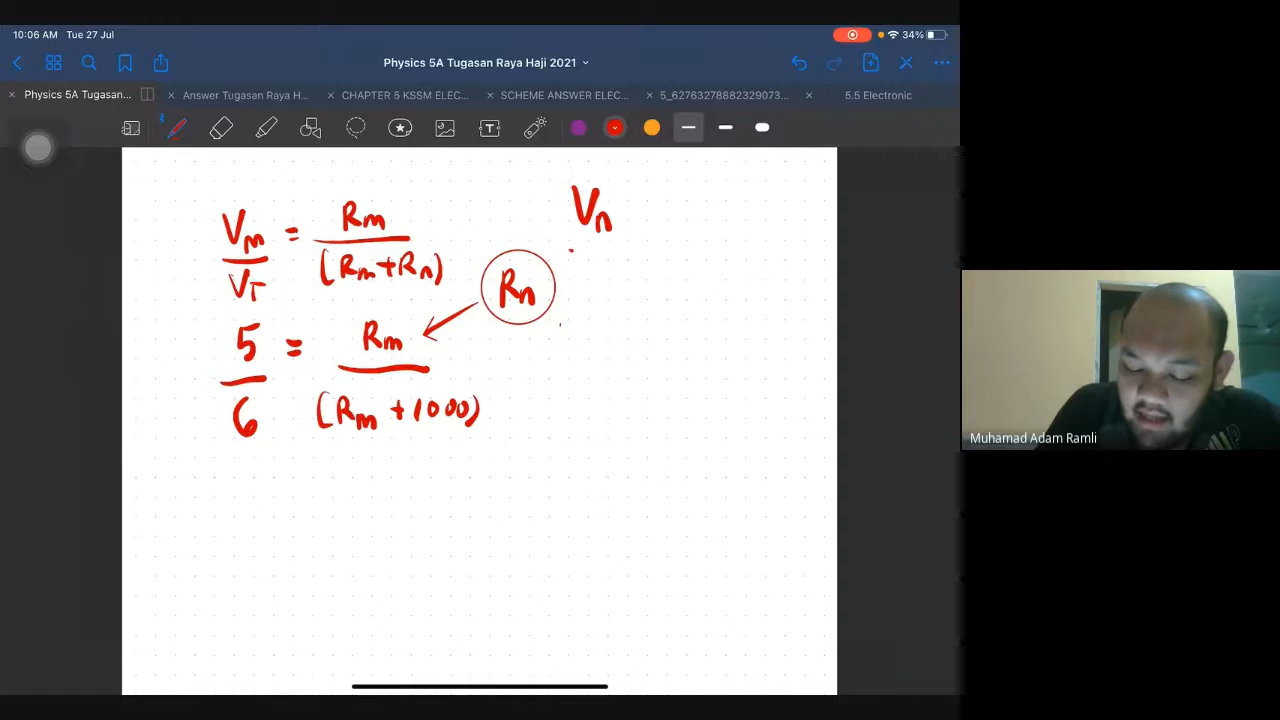 10:06 AM Tue 27 Jul
34%
Physics 5A Tugasan Raya Haji 2021
Physics 5A Tugasan...
Answer Tugasan Raya H...
CHAPTER 5 KSSM ELEC...
SCHEME ANSWER ELEC...
5_62763278882329073...
5.5 Electronic
Vm/VT = Rm/(Rm+Rn)
Vn
Rn
5/6 = Rm/(Rm+1000)
Muhamad Adam Ramli